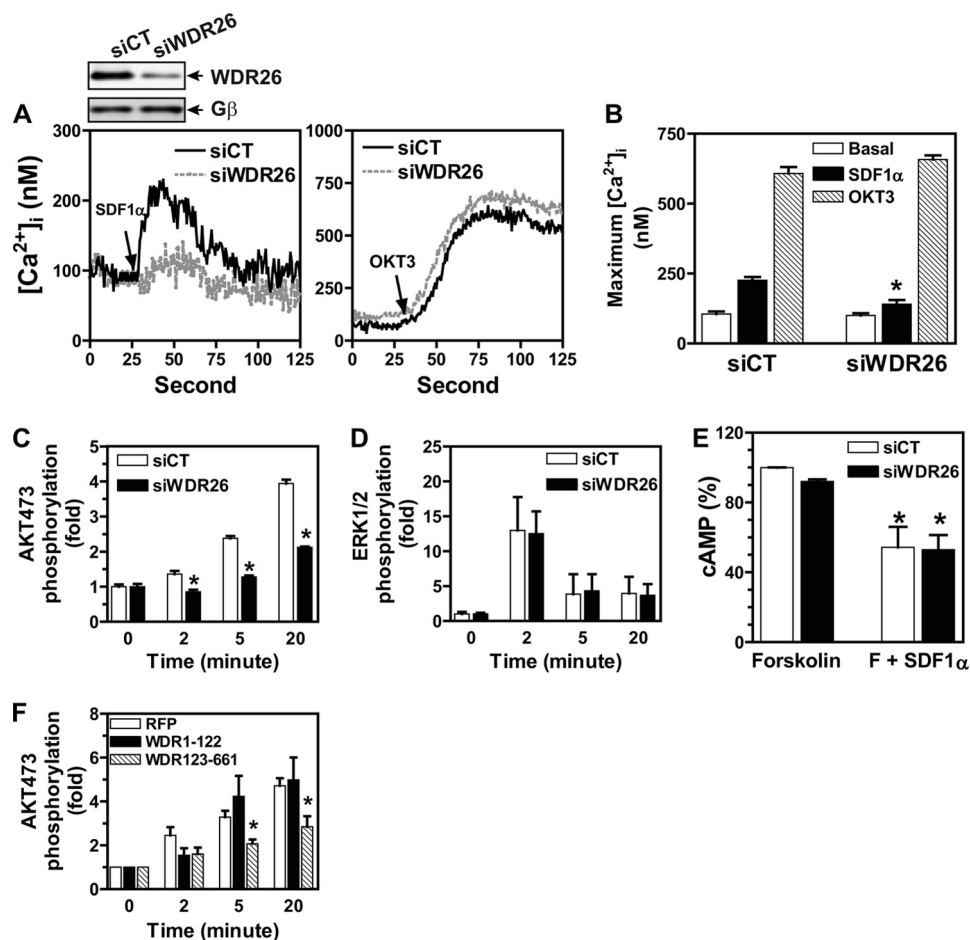 siCT siWDR26
WDR26
Gβ
A
300
200
100
0
[Ca2+]i (nM)
siCT
siWDR26
SDF1α
0 25 50 75 100 125
Second
1000
750
500
250
0
siCT
siWDR26
OKT3
0 25 50 75 100 125
Second
B
750
500
250
0
Maximum [Ca2+]i
(nM)
Basal
SDF1α
OKT3
*
siCT siWDR26
C
AKT473
phosphorylation
(fold)
5
4
3
2
1
0
siCT
siWDR26
* * *
0 2 5 20
Time (minute)
D
ERK1/2
phosphorylation
(fold)
25
20
15
10
5
0
siCT
siWDR26
0 2 5 20
Time (minute)
E
cAMP (%)
120
80
40
0
siCT
siWDR26
* *
Forskolin F + SDF1α
F
AKT473
phosphorylation
(fold)
8
6
4
2
0
RFP
WDR1-122
WDR123-661
* *
0 2 5 20
Time (minute)